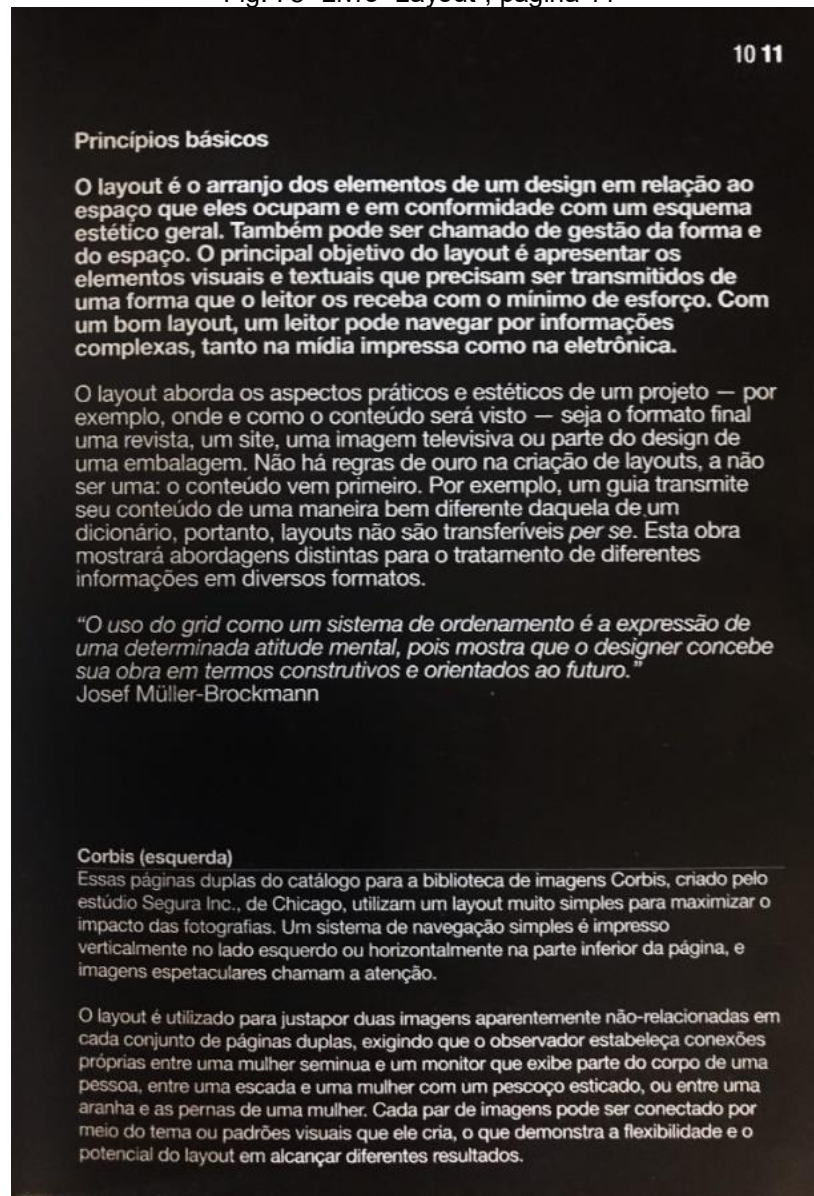 10 11
Princípios básicos
O layout é o arranjo dos elementos de um design em relação ao
espaço que eles ocupam e em conformidade com um esquema
estético geral. Também pode ser chamado de gestão da forma e
do espaço. O principal objetivo do layout é apresentar os
elementos visuais e textuais que precisam ser transmitidos de
uma forma que o leitor os receba com o mínimo de esforço. Com
um bom layout, um leitor pode navegar por informações
complexas, tanto na mídia impressa como na eletrônica.
O layout aborda os aspectos práticos e estéticos de um projeto — por
exemplo, onde e como o conteúdo será visto — seja o formato final
uma revista, um site, uma imagem televisiva ou parte do design de
uma embalagem. Não há regras de ouro na criação de layouts, a não
ser uma: o conteúdo vem primeiro. Por exemplo, um guia transmite
seu conteúdo de uma maneira bem diferente daquela de um
dicionário, portanto, layouts não são transferíveis per se. Esta obra
mostrará abordagens distintas para o tratamento de diferentes
informações em diversos formatos.
“O uso do grid como um sistema de ordenamento é a expressão de
uma determinada atitude mental, pois mostra que o designer concebe
sua obra em termos construtivos e orientados ao futuro.”
Josef Müller-Brockmann
Corbis (esquerda)
Essas páginas duplas do catálogo para a biblioteca de imagens Corbis, criado pelo
estúdio Segura Inc., de Chicago, utilizam um layout muito simples para maximizar o
impacto das fotografias. Um sistema de navegação simples é impresso
verticalmente no lado esquerdo ou horizontalmente na parte inferior da página, e
imagens espetaculares chamam a atenção.
O layout é utilizado para justapor duas imagens aparentemente não-relacionadas em
cada conjunto de páginas duplas, exigindo que o observador estabeleça conexões
próprias entre uma mulher seminua e um monitor que exibe parte do corpo de uma
pessoa, entre uma escada e uma mulher com um pescoço esticado, ou entre uma
aranha e as pernas de uma mulher. Cada par de imagens pode ser conectado por
meio do tema ou padrões visuais que ele cria, o que demonstra a flexibilidade e o
potencial do layout em alcançar diferentes resultados.